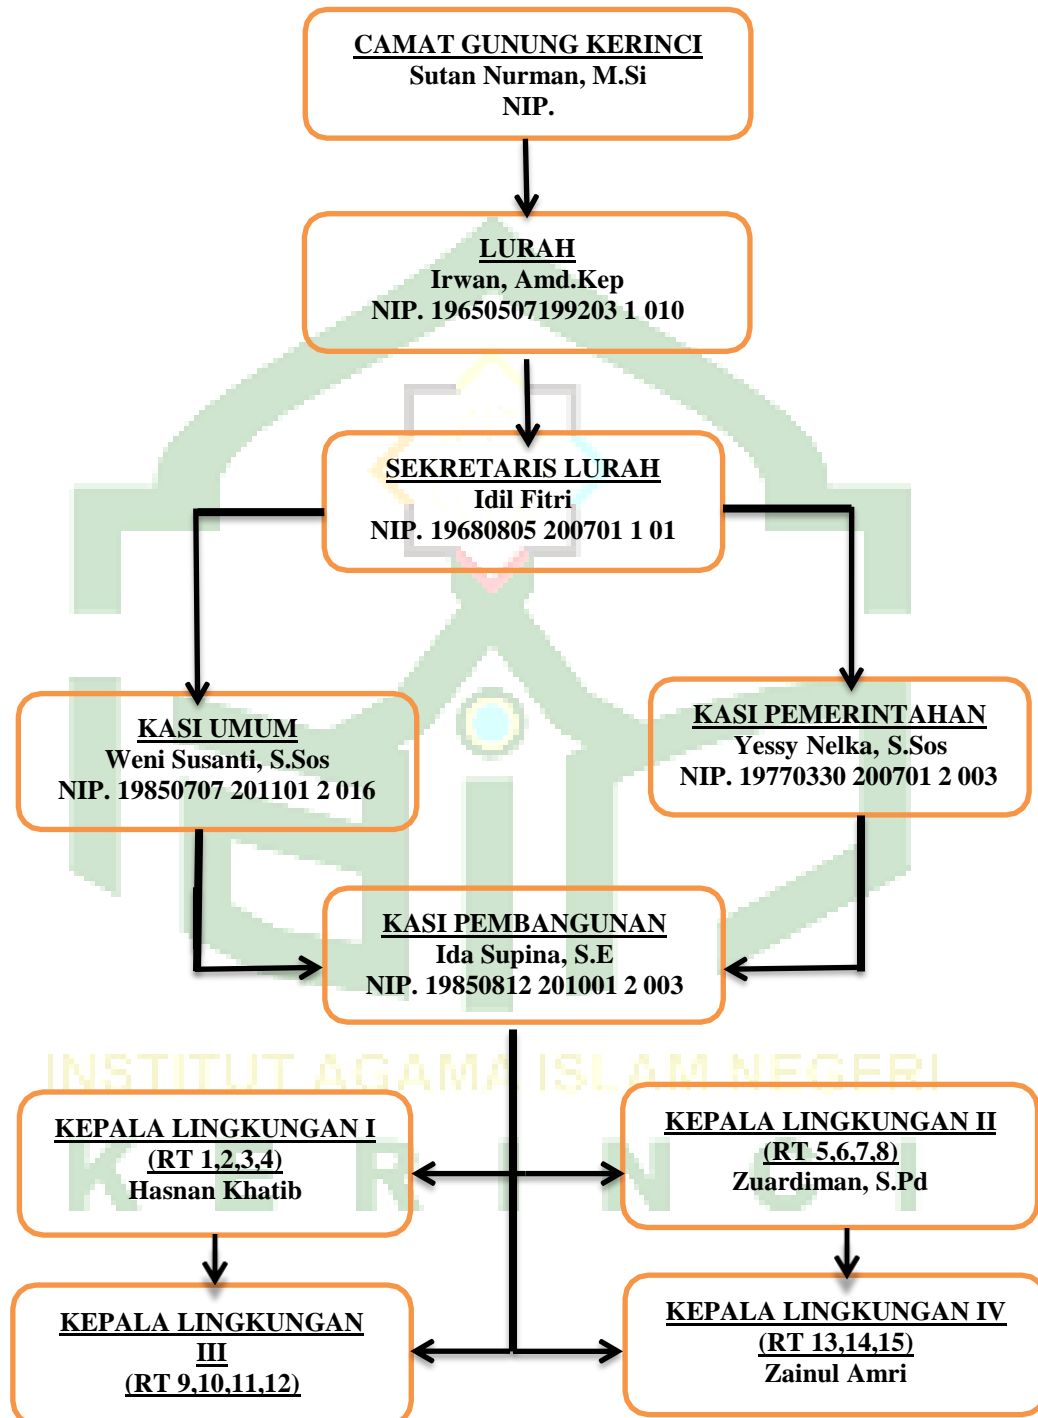 CAMAT GUNUNG KERINCI
Sutan Nurman, M.Si
NIP.
LURAH
Irwan, Amd.Kep
NIP. 19650507199203 1 010
SEKRETARIS LURAH
Idil Fitri
NIP. 19680805 200701 1 01
KASI UMUM
Weni Susanti, S.Sos
NIP. 19850707 201101 2 016
KASI PEMERINTAHAN
Yessy Nelka, S.Sos
NIP. 19770330 200701 2 003
KASI PEMBANGUNAN
Ida Supina, S.E
NIP. 19850812 201001 2 003
INSTITUT AGAMA ISLAM NEGERI
KERINCI
KEPALA LINGKUNGAN I
(RT 1,2,3,4)
Hasnan Khatib
KEPALA LINGKUNGAN II
(RT 5,6,7,8)
Zuardiman, S.Pd
KEPALA LINGKUNGAN
III
(RT 9,10,11,12)
KEPALA LINGKUNGAN IV
(RT 13,14,15)
Zainul Amri